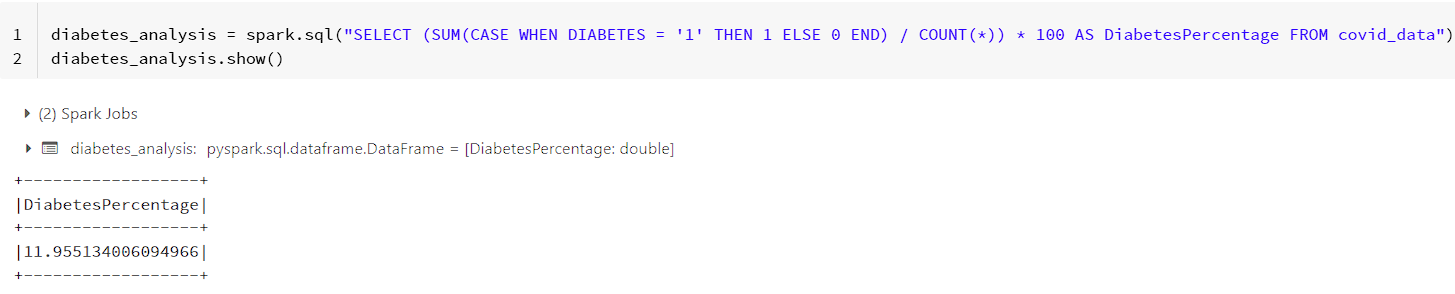 1 diabetes_analysis = spark.sql("SELECT (SUM(CASE WHEN DIABETES = '1' THEN 1 ELSE 0 END) / COUNT(*)) * 100 AS DiabetesPercentage FROM covid_data")
2 diabetes_analysis.show()
(2) Spark Jobs
diabetes_analysis: pyspark.sql.dataframe.DataFrame = [DiabetesPercentage: double]
+------------------+
|DiabetesPercentage|
+------------------+
|11.955134006094966|
+------------------+